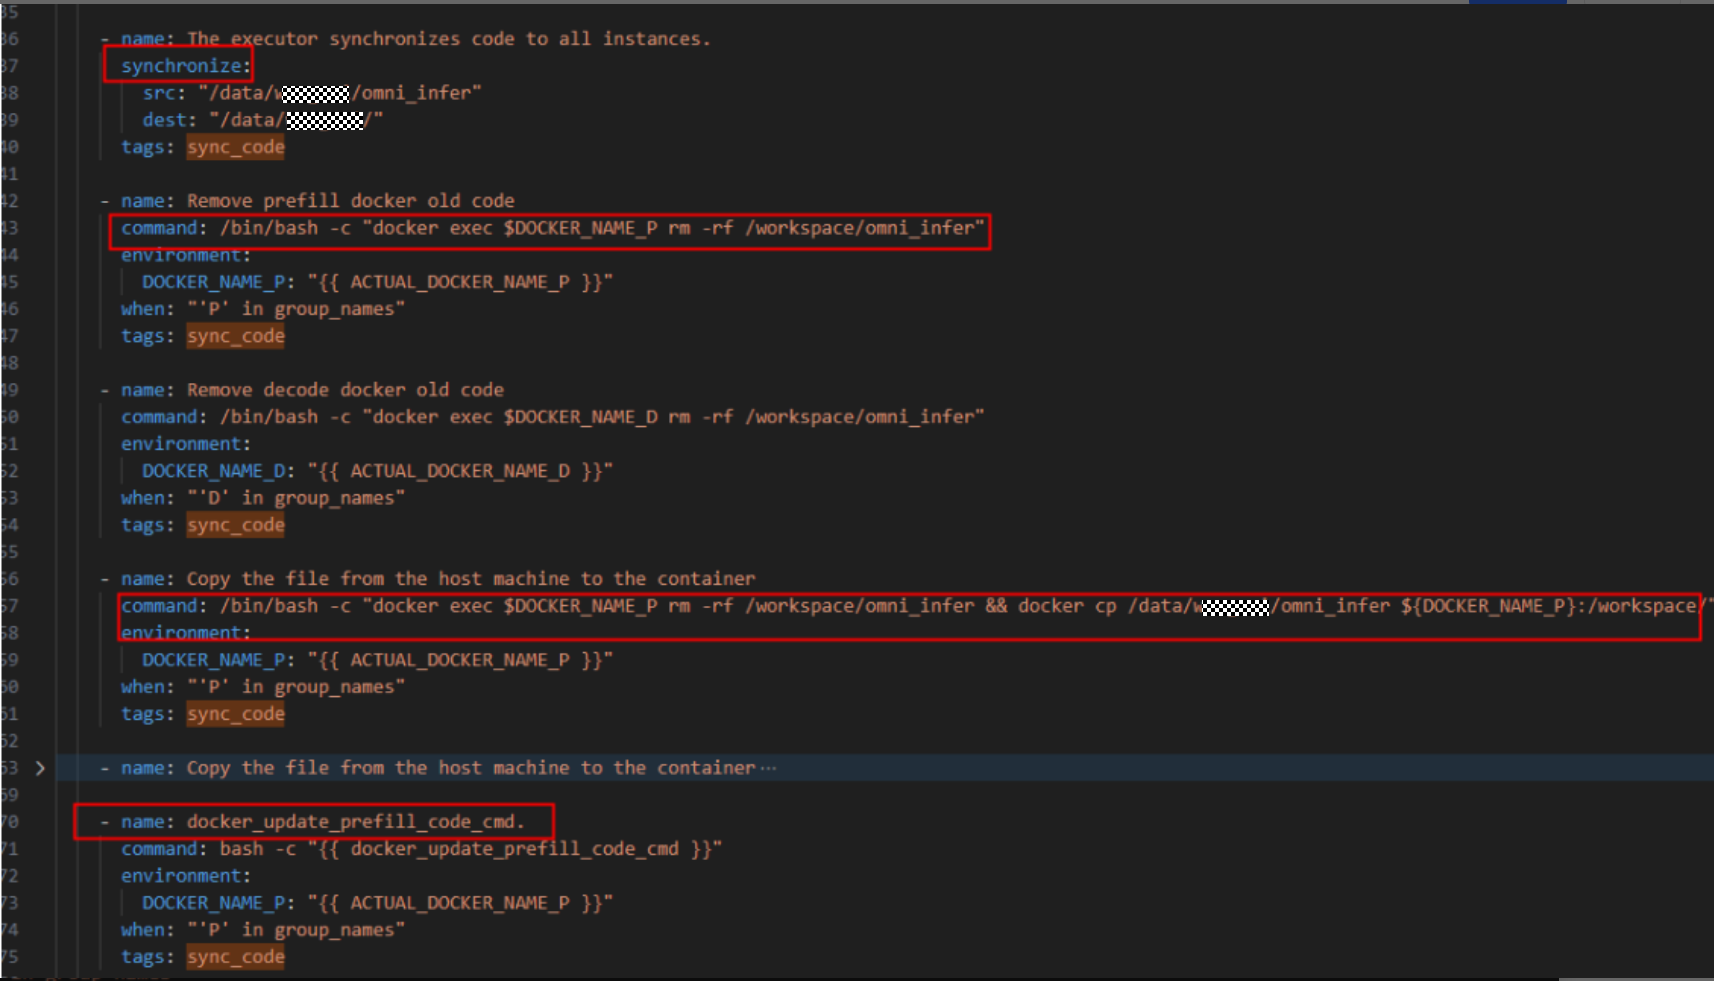 35
36 - name: The executor synchronizes code to all instances.
37 synchronize:
38 src: "/data/w /omni_infer"
39 dest: "/data/ /"
40 tags: sync_code
41
42 - name: Remove prefill docker old code
43 command: /bin/bash -c "docker exec $DOCKER_NAME_P rm -rf /workspace/omni_infer"
44 environment:
45 DOCKER_NAME_P: "{{ ACTUAL_DOCKER_NAME_P }}"
46 when: "'P' in group_names"
47 tags: sync_code
48
49 - name: Remove decode docker old code
50 command: /bin/bash -c "docker exec $DOCKER_NAME_D rm -rf /workspace/omni_infer"
51 environment:
52 DOCKER_NAME_D: "{{ ACTUAL_DOCKER_NAME_D }}"
53 when: "'D' in group_names"
54 tags: sync_code
55
56 - name: Copy the file from the host machine to the container
57 command: /bin/bash -c "docker exec $DOCKER_NAME_P rm -rf /workspace/omni_infer && docker cp /data/w /omni_infer ${DOCKER_NAME_P}:/workspace/"
58 environment:
59 DOCKER_NAME_P: "{{ ACTUAL_DOCKER_NAME_P }}"
60 when: "'P' in group_names"
61 tags: sync_code
62
63 - name: Copy the file from the host machine to the container ...
69
70 - name: docker_update_prefill_code_cmd.
71 command: bash -c "{{ docker_update_prefill_code_cmd }}"
72 environment:
73 DOCKER_NAME_P: "{{ ACTUAL_DOCKER_NAME_P }}"
74 when: "'P' in group_names"
75 tags: sync_code